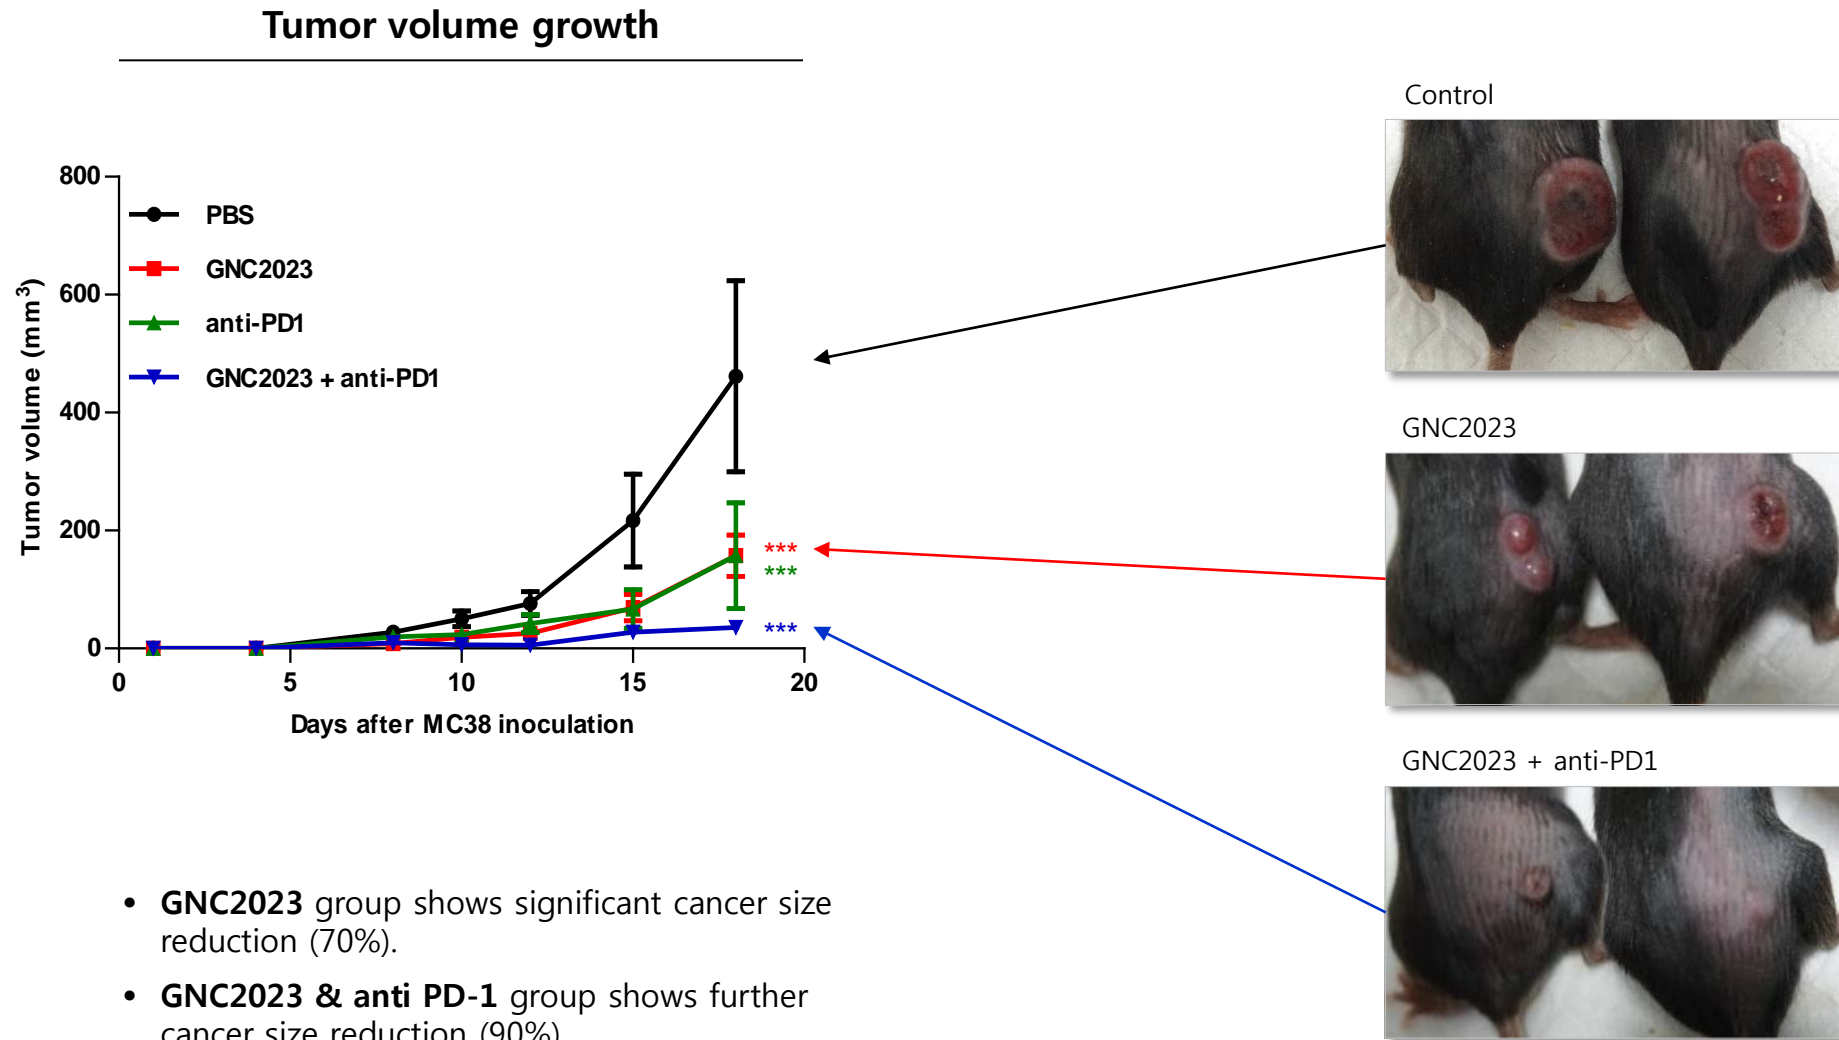 Tumor volume growth
800
600
400
200
0
Tumor volume (mm³)
PBS
GNC2023
anti-PD1
GNC2023 + anti-PD1
***
***
***
0 5 10 15 20
Days after MC38 inoculation
Control
GNC2023
GNC2023 + anti-PD1
• GNC2023 group shows significant cancer size
reduction (70%).
• GNC2023 & anti PD-1 group shows further
cancer size reduction (90%)